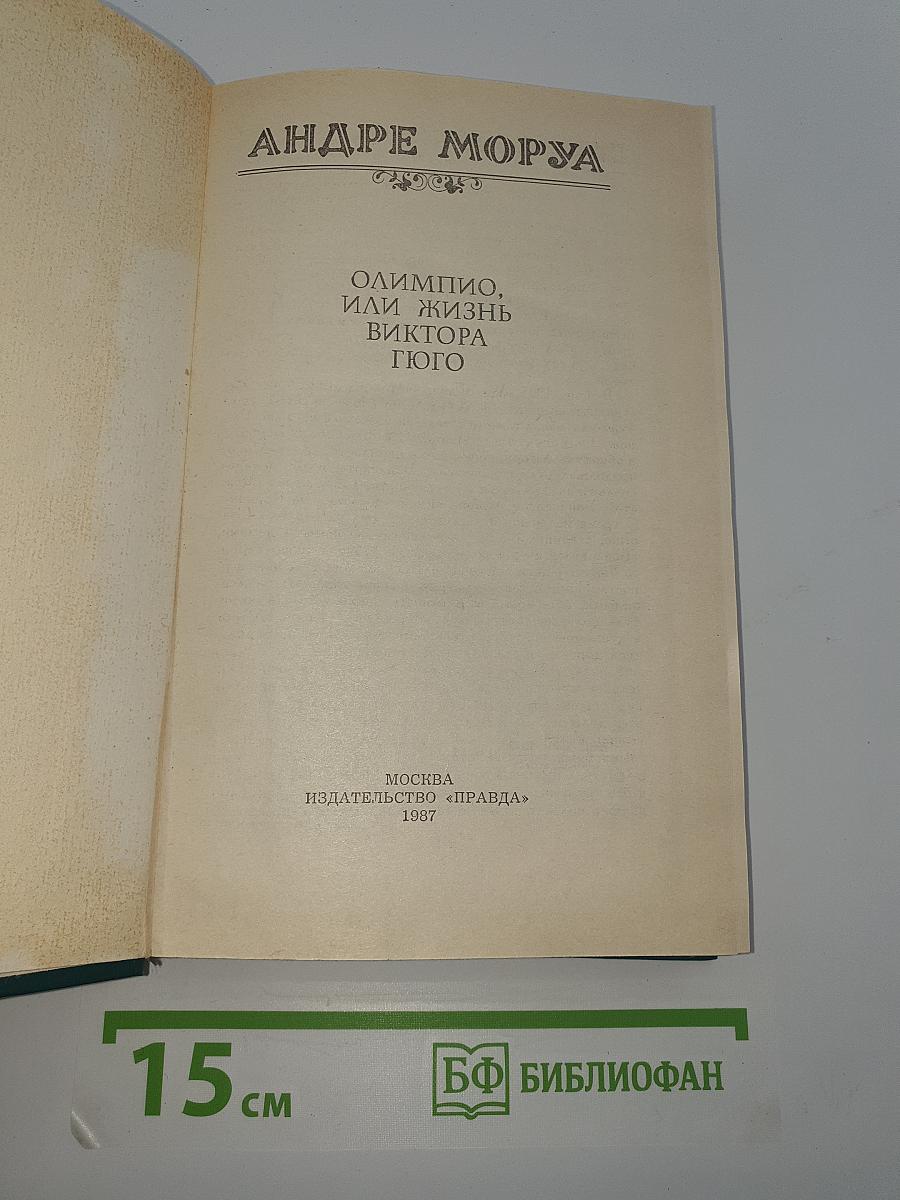 АНДРЕ МОРУА
ОЛИМПИО,
ИЛИ ЖИЗНЬ
ВИКТОРА
ГЮГО
МОСКВА
ИЗДАТЕЛЬСТВО «ПРАВДА»
1987
15 см
БФ БИБЛИОФАН